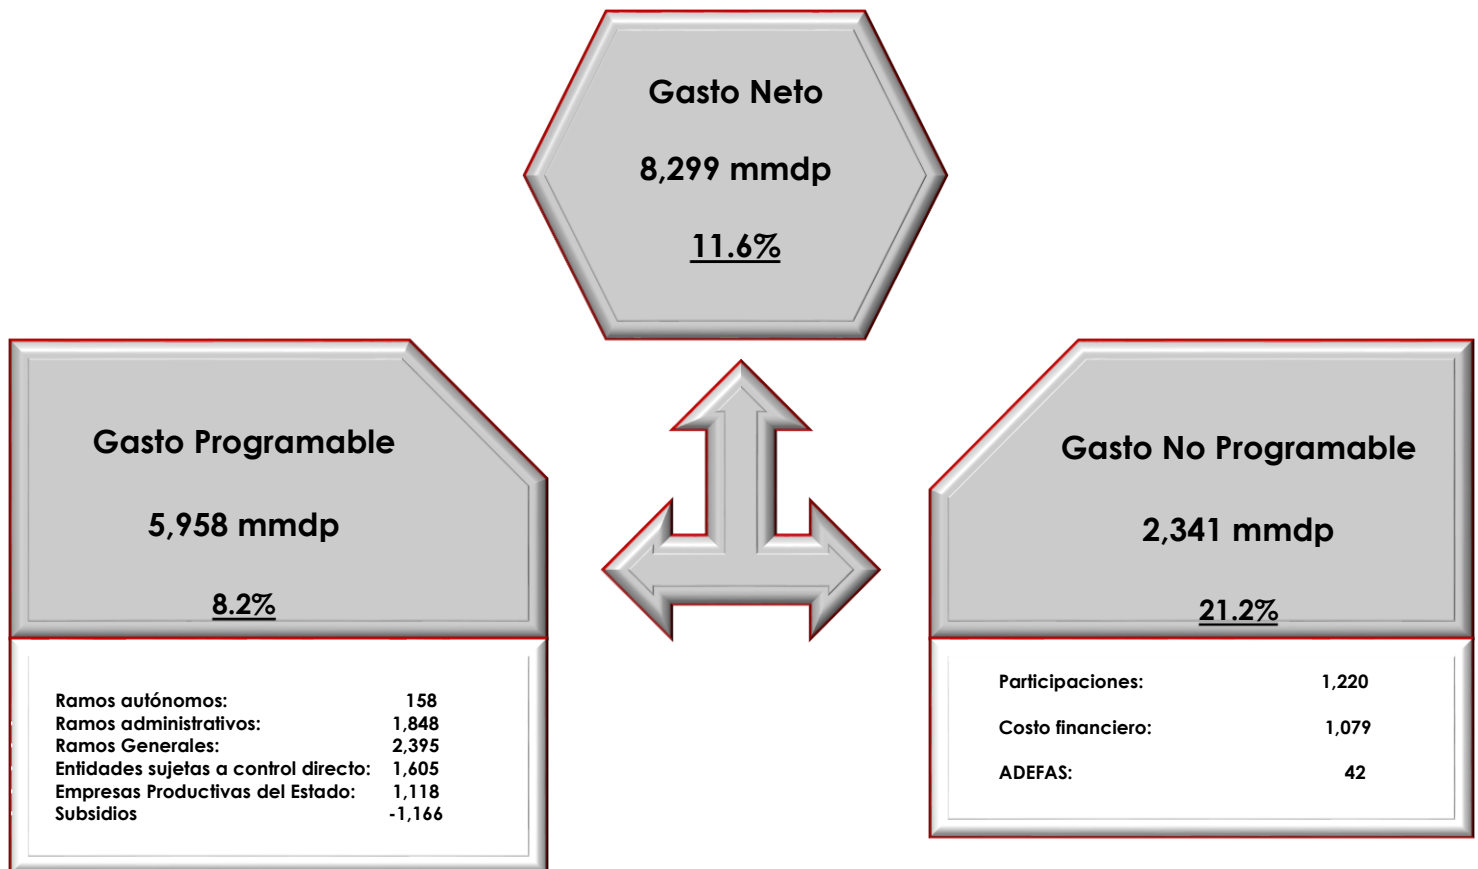 Gasto Neto
8,299 mmdp
11.6%
Gasto Programable
5,958 mmdp
8.2%
Gasto No Programable
2,341 mmdp
21.2%
Ramos autónomos: 158
Ramos administrativos: 1,848
Ramos Generales: 2,395
Entidades sujetas a control directo: 1,605
Empresas Productivas del Estado: 1,118
Subsidios -1,166
Participaciones: 1,220
Costo financiero: 1,079
ADEFAS: 42